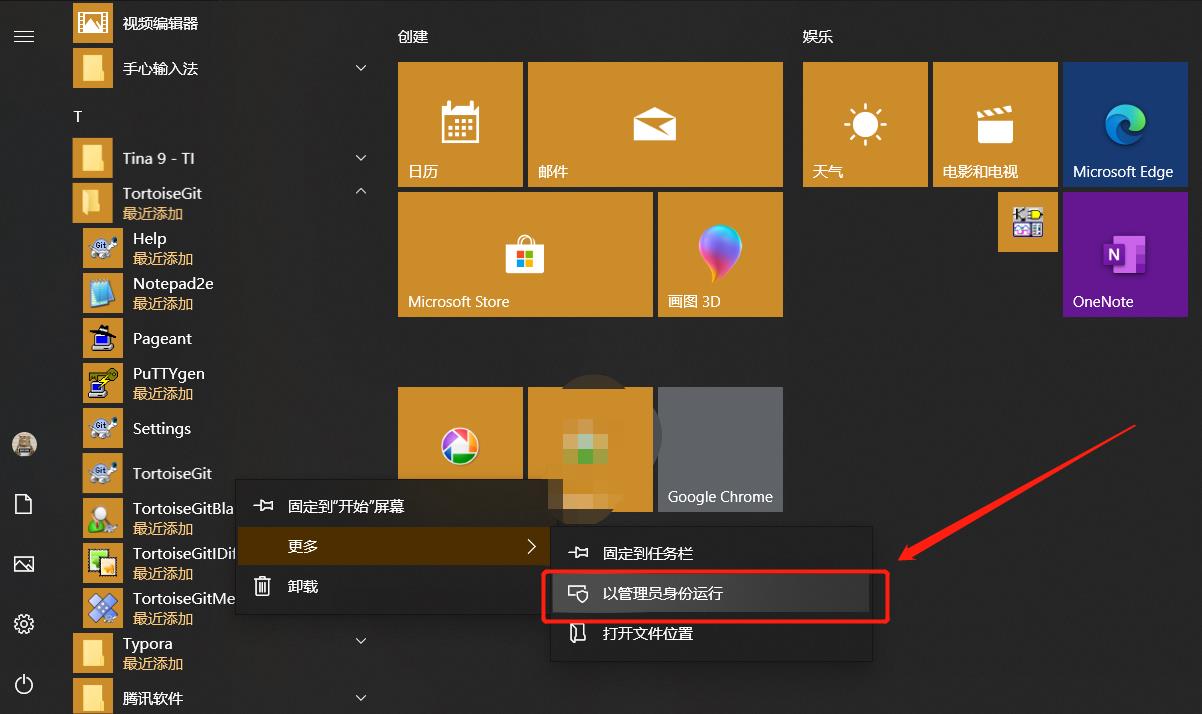 视频编辑器
手心输入法
T
Tina 9 - TI
TortoiseGit
最近添加
Help
最近添加
Notepad2e
最近添加
Pageant
PuTTYgen
最近添加
Settings
TortoiseGit
TortoiseGitBla
最近添加
TortoiseGitIDif
最近添加
TortoiseGitMe
最近添加
Typora
最近添加
腾讯软件
创建
日历
邮件
Microsoft Store
画图 3D
娱乐
天气
电影和电视
Microsoft Edge
OneNote
Google Chrome
固定到“开始”屏幕
更多
卸载
固定到任务栏
以管理员身份运行
打开文件位置